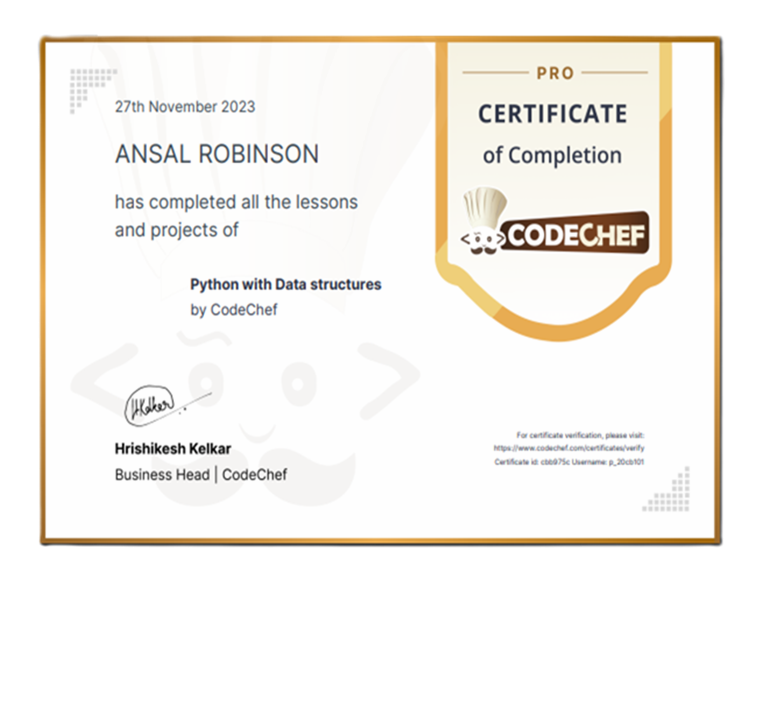 27th November 2023
ANSAL ROBINSON
has completed all the lessons
and projects of
Python with Data structures
by CodeChef
Hrishikesh Kelkar
Business Head | CodeChef
PRO
CERTIFICATE
of Completion
CODECHEF
For certificate verification, please visit:
https://www.codechef.com/certificates/verify
Certificate id: cbb975c Username: p_20cb101